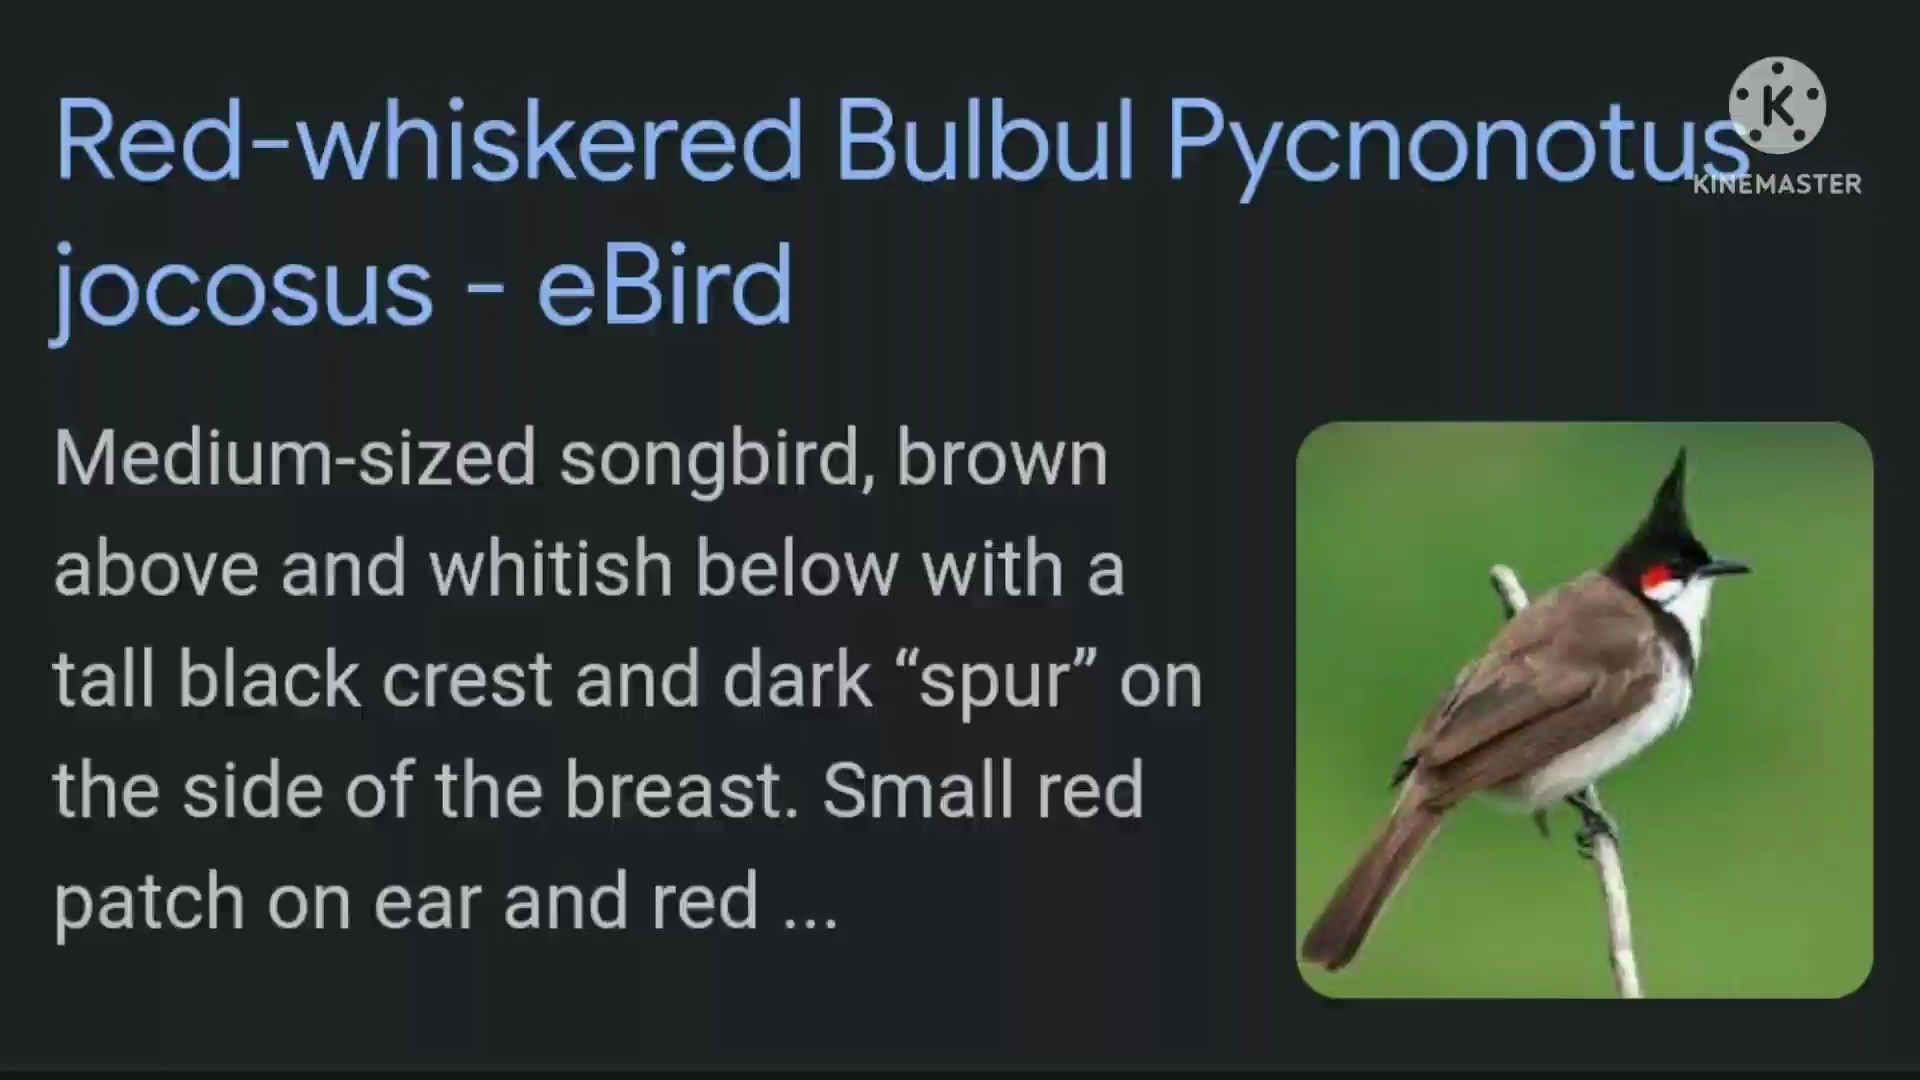 Red-whiskered Bulbul Pycnonotus
jocosus - eBird
Medium-sized songbird, brown
above and whitish below with a
tall black crest and dark “spur” on
the side of the breast. Small red
patch on ear and red ...
K
KINEMASTER